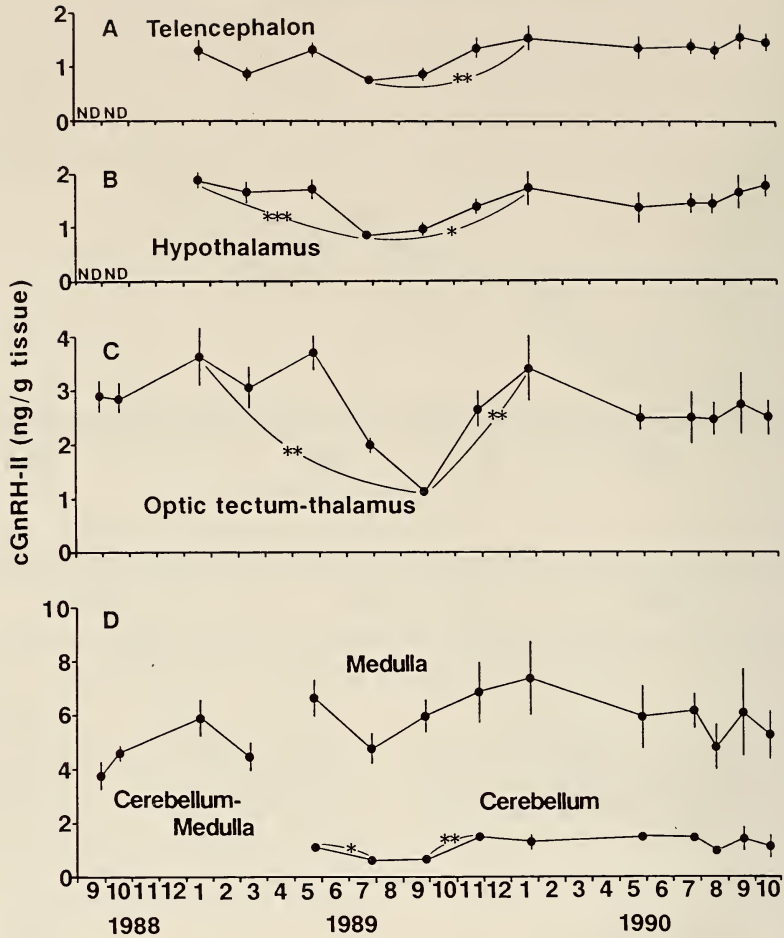 2
A Telencephalon
1
**
ND ND
0
2
B
1
***
*
Hypothalamus
ND ND
0
cGnRH-II (ng/g tissue)
4
C
3
**
2
**
1
Optic tectum-thalamus
0
10
D
8
Medulla
6
4
Cerebellum-
Medulla
Cerebellum
2
*
**
0
9 10 11 12 1 2 3 4 5 6 7 8 9 10 11 12 1 2 3 4 5 6 7 8 9 10
1988 1989 1990